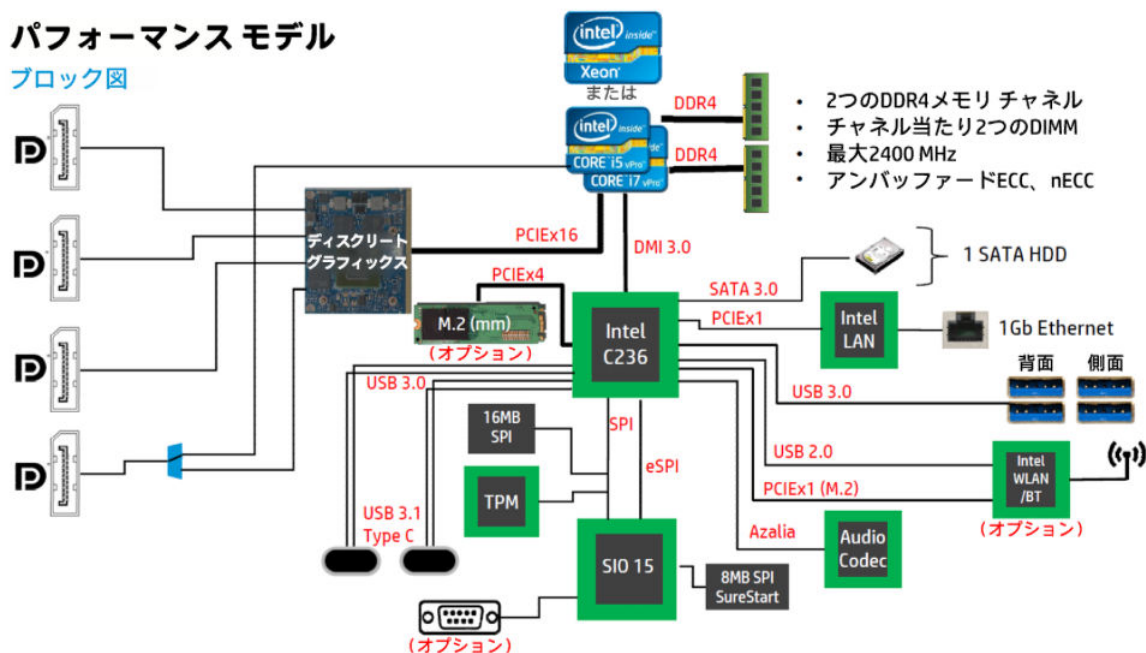 パフォーマンス モデル
ブロック図
intel inside™
Xeon®
または
intel inside™
CORE i5 vPro™
inside™
CORE i7 vPro™
DDR4
DDR4
• 2つのDDR4メモリ チャネル
• チャネル当たり2つのDIMM
• 最大2400 MHz
• アンバッファードECC、nECC
ディスクリート
グラフィックス
PCIEx16
DMI 3.0
PCIEx4
M.2 (mm)
(オプション)
Intel
C236
SATA 3.0
1 SATA HDD
PCIEx1
Intel
LAN
1Gb Ethernet
背面 側面
USB 3.0
USB 3.0
16MB
SPI
SPI
eSPI
TPM
USB 2.0
PCIEx1 (M.2)
Intel
WLAN
/BT
(オプション)
USB 3.1
Type C
Azalia
Audio
Codec
SIO 15
8MB SPI
SureStart
(オプション)